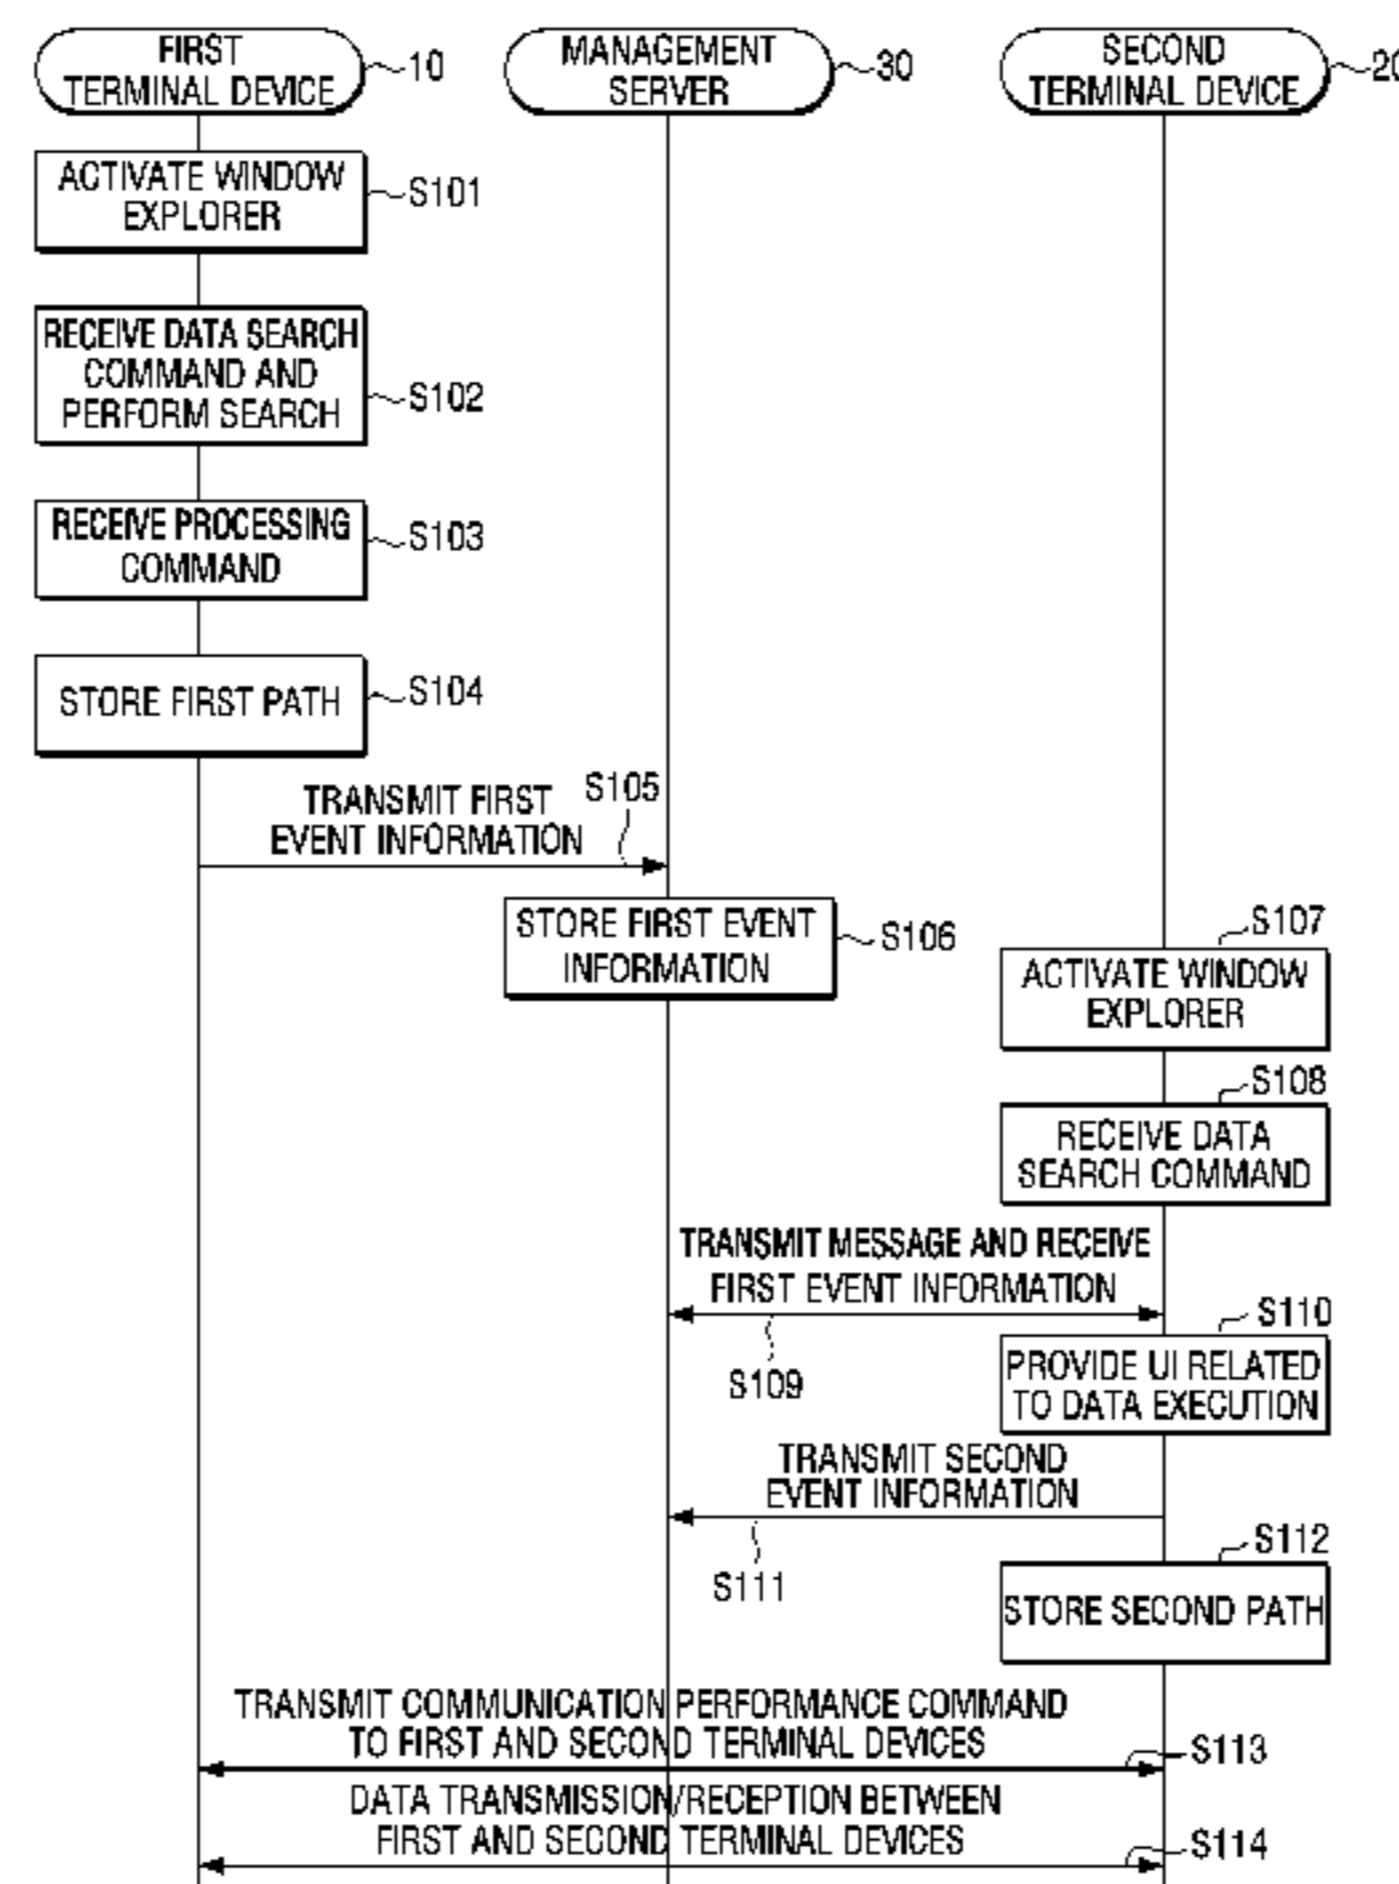 FIRST
TERMINAL DEVICE
10
MANAGEMENT
SERVER
30
SECOND
TERMINAL DEVICE
20
ACTIVATE WINDOW
EXPLORER
S101
RECEIVE DATA SEARCH
COMMAND AND
PERFORM SEARCH
S102
RECEIVE PROCESSING
COMMAND
S103
STORE FIRST PATH
S104
TRANSMIT FIRST
EVENT INFORMATION
S105
STORE FIRST EVENT
INFORMATION
S106
S107
ACTIVATE WINDOW
EXPLORER
S108
RECEIVE DATA
SEARCH COMMAND
TRANSMIT MESSAGE AND RECEIVE
FIRST EVENT INFORMATION
S109
S110
PROVIDE UI RELATED
TO DATA EXECUTION
TRANSMIT SECOND
EVENT INFORMATION
S111
S112
STORE SECOND PATH
TRANSMIT COMMUNICATION PERFORMANCE COMMAND
TO FIRST AND SECOND TERMINAL DEVICES
S113
DATA TRANSMISSION/RECEPTION BETWEEN
FIRST AND SECOND TERMINAL DEVICES
S114